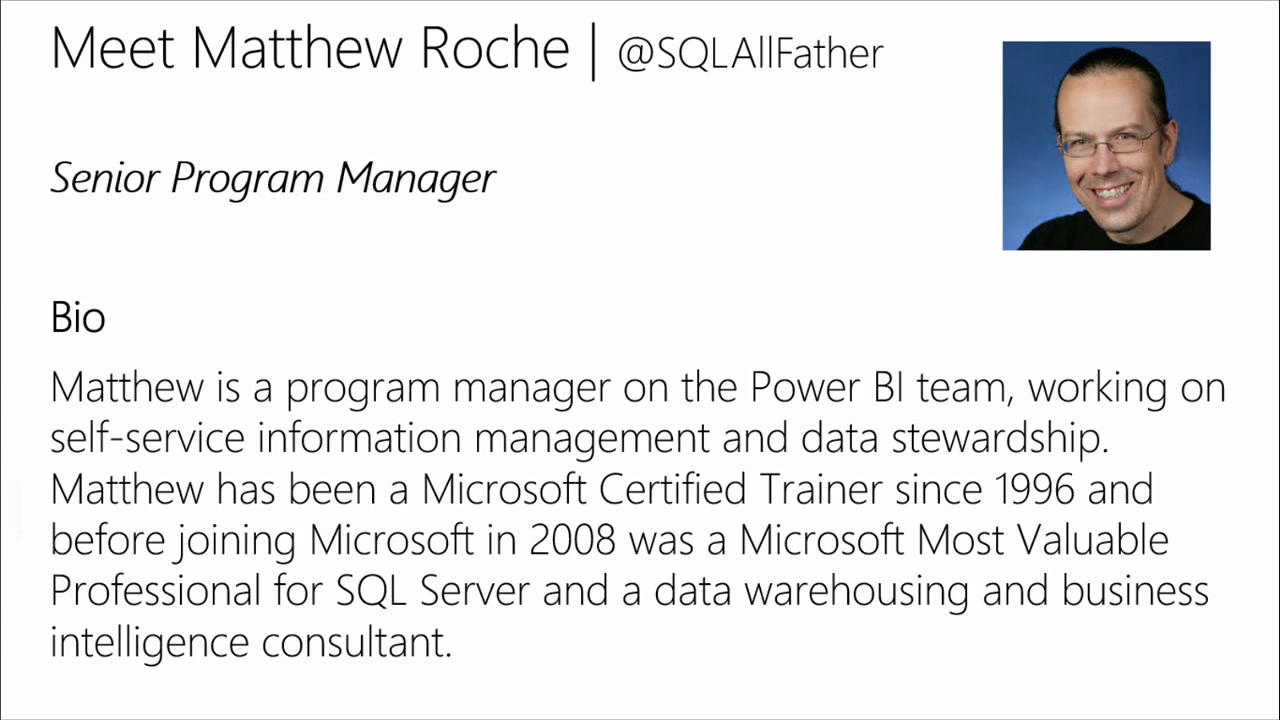 Meet Matthew Roche | @SQLAllFather
Senior Program Manager
Bio
Matthew is a program manager on the Power BI team, working on
self-service information management and data stewardship.
Matthew has been a Microsoft Certified Trainer since 1996 and
before joining Microsoft in 2008 was a Microsoft Most Valuable
Professional for SQL Server and a data warehousing and business
intelligence consultant.